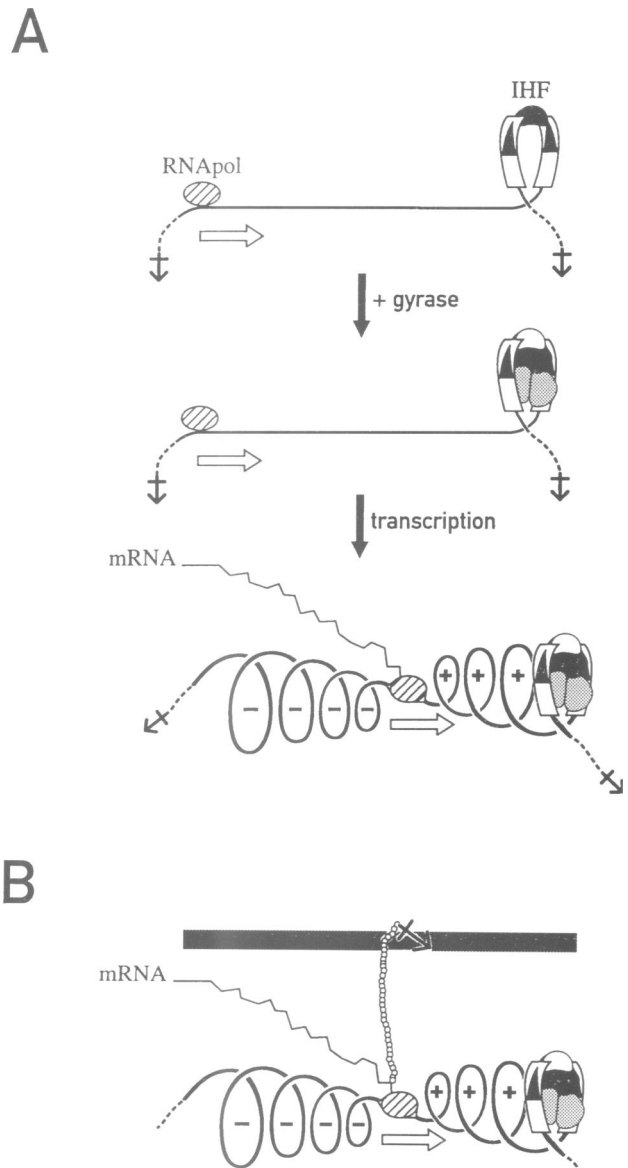 A
IHF
RNApol
+ gyrase
transcription
mRNA
− − − − + + +
B
mRNA
− − − − + + +